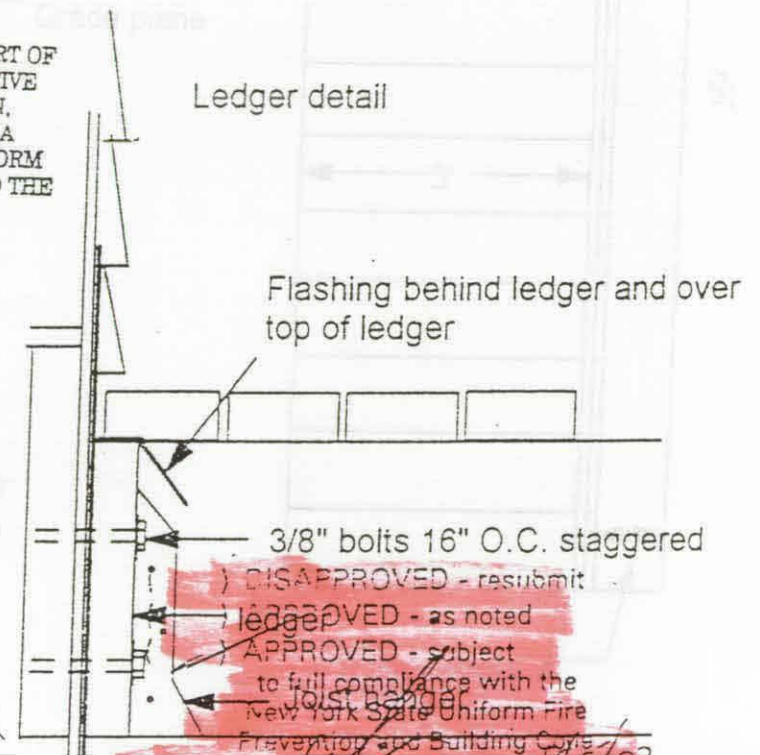 RT OF
IVE
A
ORM
THE
Ledger detail
Flashing behind ledger and over
top of ledger
3/8" bolts 16" O.C. staggered
) DISAPPROVED - resubmit
ledger
) APPROVED - as noted
) APPROVED - subject
to full compliance with the
joist hanger
New York State Uniform Fire
Prevention and Building Code